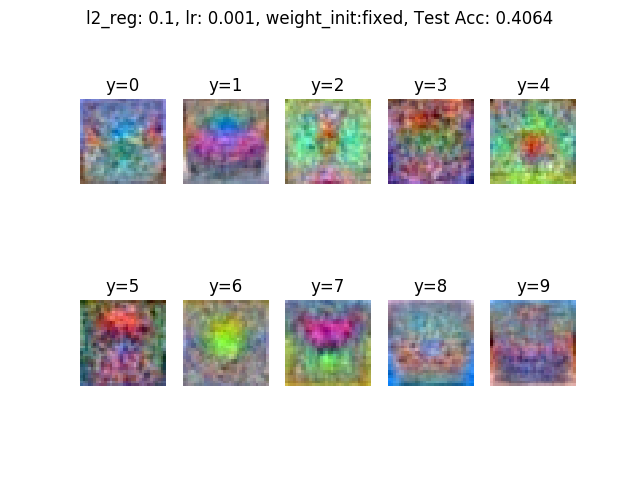 l2_reg: 0.1, lr: 0.001, weight_init:fixed, Test Acc: 0.4064
y=0 y=1 y=2 y=3 y=4
y=5 y=6 y=7 y=8 y=9